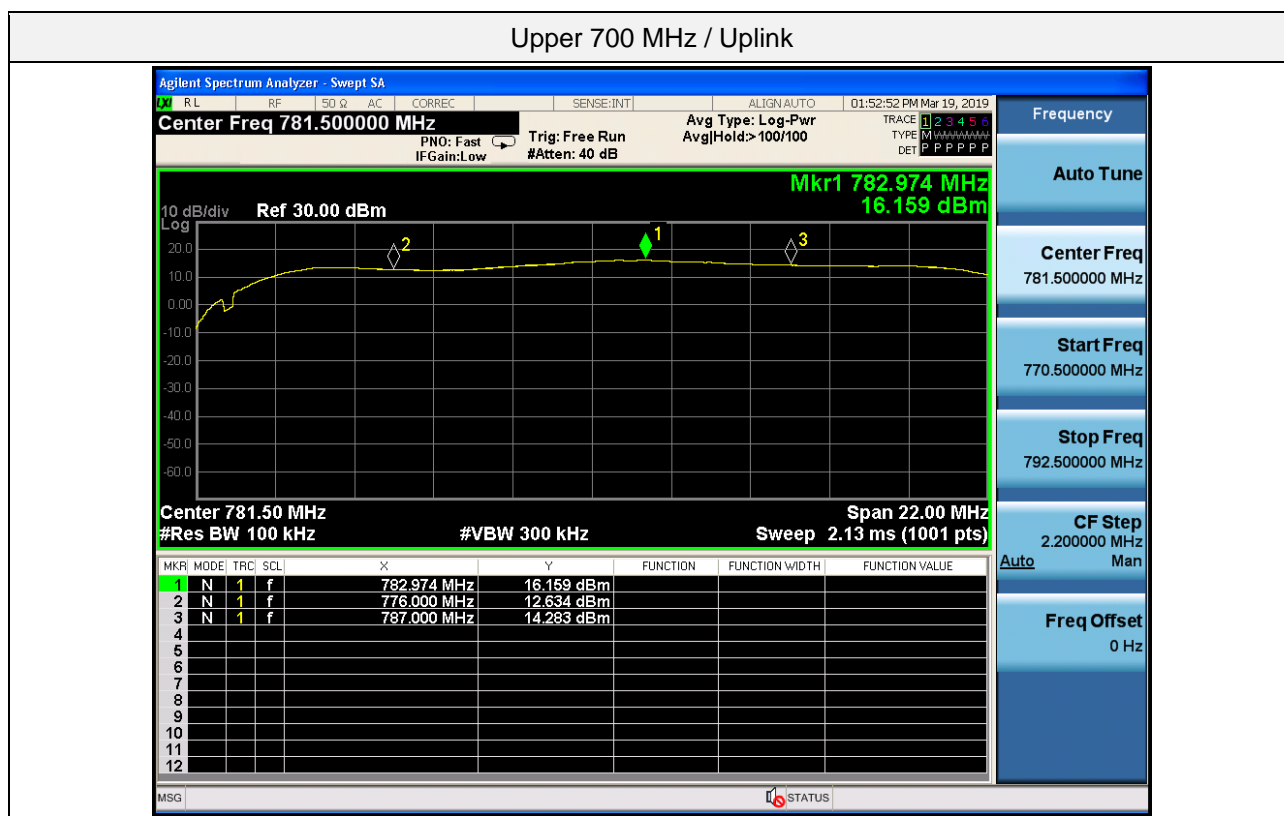 Upper 700 MHz / Uplink
Agilent Spectrum Analyzer - Swept SA
LXI RL RF 50 Ω AC CORREC SENSE:INT ALIGN AUTO 01:52:52 PM Mar 19, 2019
Center Freq 781.500000 MHz
PNO: Fast
IFGain:Low
Trig: Free Run
#Atten: 40 dB
Avg Type: Log-Pwr
Avg|Hold:>100/100
TRACE 1 2 3 4 5 6
TYPE M
DET P P P P P P
Mkr1 782.974 MHz
16.159 dBm
10 dB/div Ref 30.00 dBm
Log
20.0
10.0
0.00
-10.0
-20.0
-30.0
-40.0
-50.0
-60.0
2
1
3
Center 781.50 MHz Span 22.00 MHz
#Res BW 100 kHz #VBW 300 kHz Sweep 2.13 ms (1001 pts)
MKR MODE TRC SCL X Y FUNCTION FUNCTION WIDTH FUNCTION VALUE
1 N 1 f 782.974 MHz 16.159 dBm
2 N 1 f 776.000 MHz 12.634 dBm
3 N 1 f 787.000 MHz 14.283 dBm
4
5
6
7
8
9
10
11
12
MSG STATUS
Frequency
Auto Tune
Center Freq
781.500000 MHz
Start Freq
770.500000 MHz
Stop Freq
792.500000 MHz
CF Step
2.200000 MHz
Auto Man
Freq Offset
0 Hz